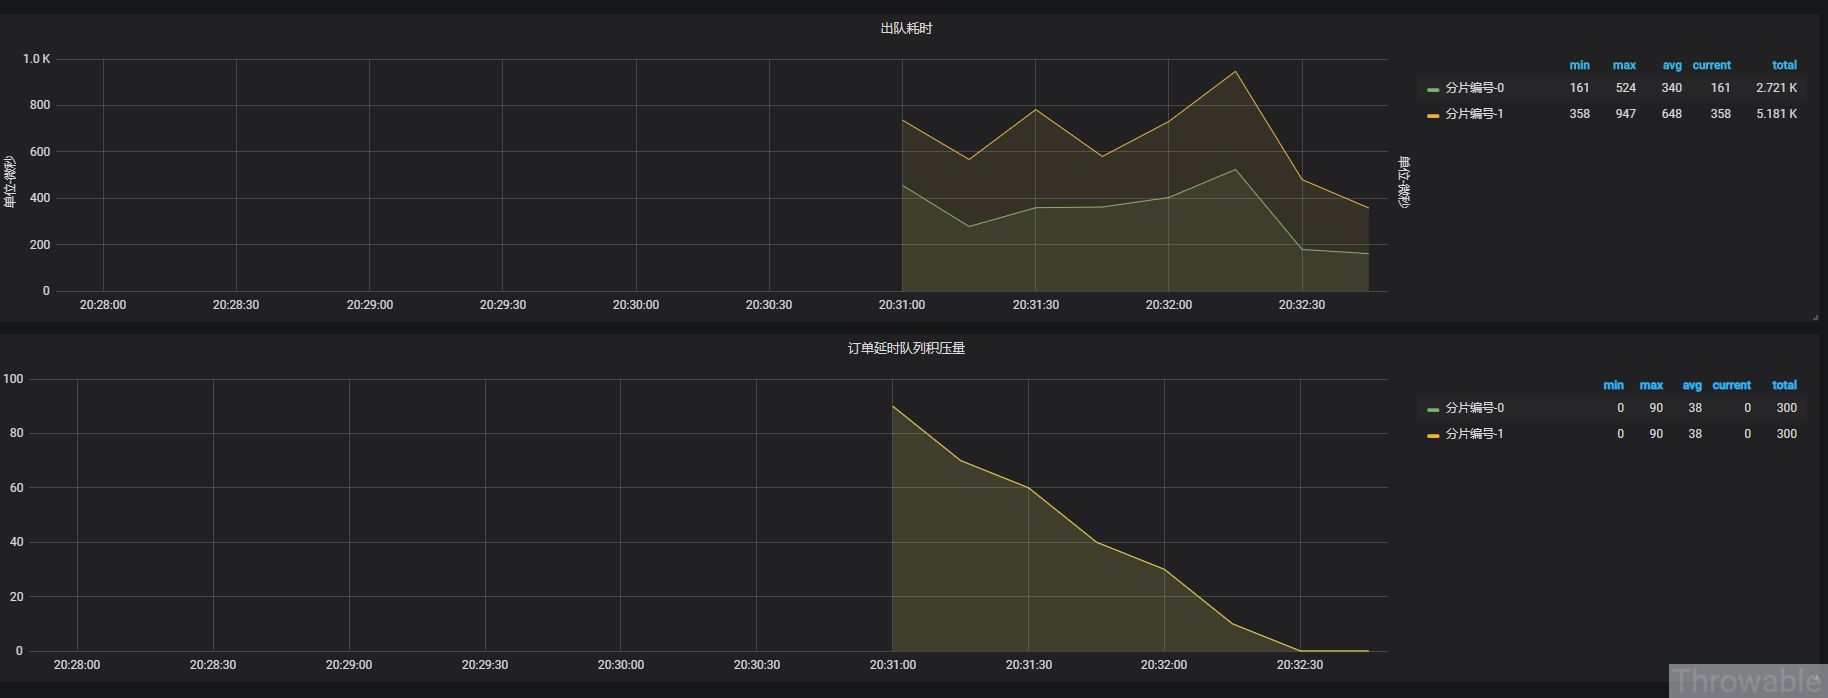 出队耗时
1.0 K
800
600
400
200
0
单位-微秒
单位-微秒
20:28:00 20:28:30 20:29:00 20:29:30 20:30:00 20:30:30 20:31:00 20:31:30 20:32:00 20:32:30
min max avg current total
分片编号-0 161 524 340 161 2.721 K
分片编号-1 358 947 648 358 5.181 K
订单延时队列积压量
100
80
60
40
20
0
20:28:00 20:28:30 20:29:00 20:29:30 20:30:00 20:30:30 20:31:00 20:31:30 20:32:00 20:32:30
min max avg current total
分片编号-0 0 90 38 0 300
分片编号-1 0 90 38 0 300
Throwable